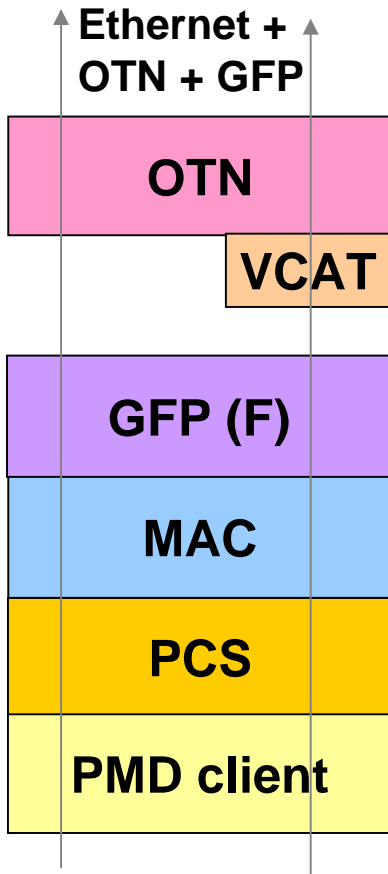 Ethernet +
OTN + GFP
OTN
VCAT
GFP (F)
MAC
PCS
PMD client